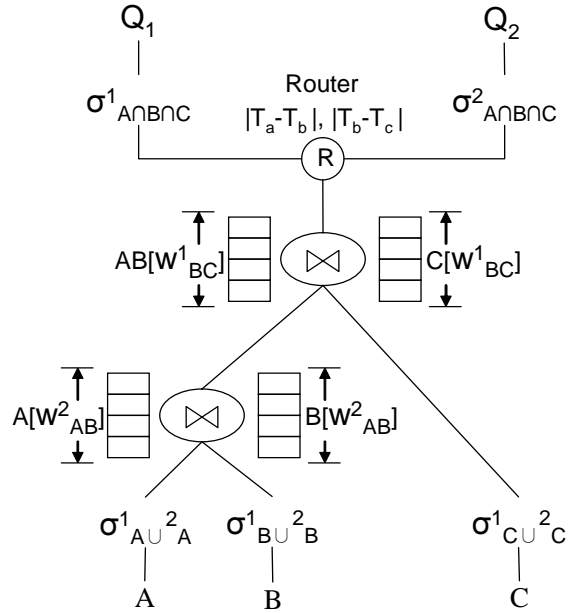 Q1 Q2
Router
σ¹A∩B∩C |Ta-Tb|, |Tb-Tc| σ²A∩B∩C
R
AB[W¹BC] ⋈ C[W¹BC]
A[W²AB] ⋈ B[W²AB]
σ¹A∪²A σ¹B∪²B σ¹C∪²C
A B C